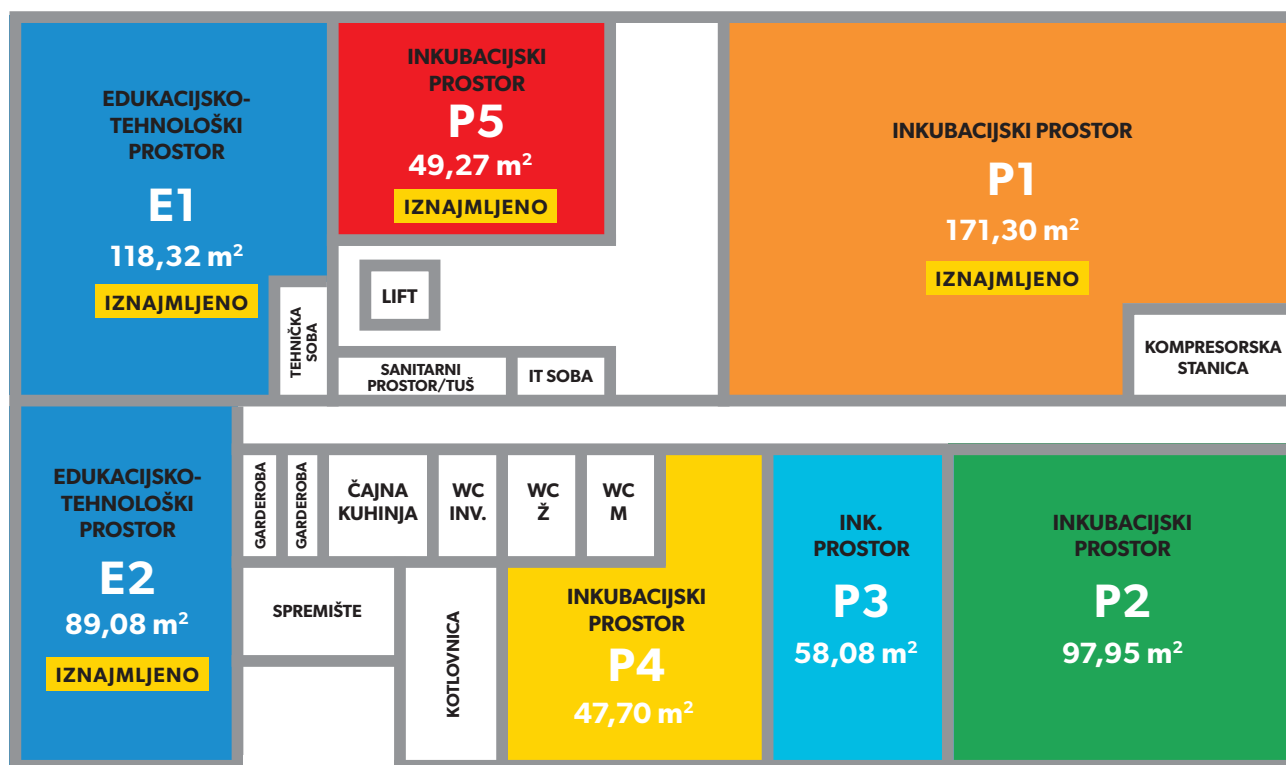 EDUKACIJSKO-
TEHNOLOŠKI
PROSTOR
E1
118,32 m²
IZNAJMLJENO
TEHNIČKA
SOBA
INKUBACIJSKI
PROSTOR
P5
49,27 m²
IZNAJMLJENO
LIFT
SANITARNI
PROSTOR/TUŠ
IT SOBA
INKUBACIJSKI PROSTOR
P1
171,30 m²
IZNAJMLJENO
KOMPRESORSKA
STANICA
EDUKACIJSKO-
TEHNOLOŠKI
PROSTOR
E2
89,08 m²
IZNAJMLJENO
GARDEROBA
GARDEROBA
ČAJNA
KUHINJA
WC
INV.
WC
Ž
WC
M
SPREMIŠTE
KOTLOVNICA
INKUBACIJSKI
PROSTOR
P4
47,70 m²
INK.
PROSTOR
P3
58,08 m²
INKUBACIJSKI
PROSTOR
P2
97,95 m²